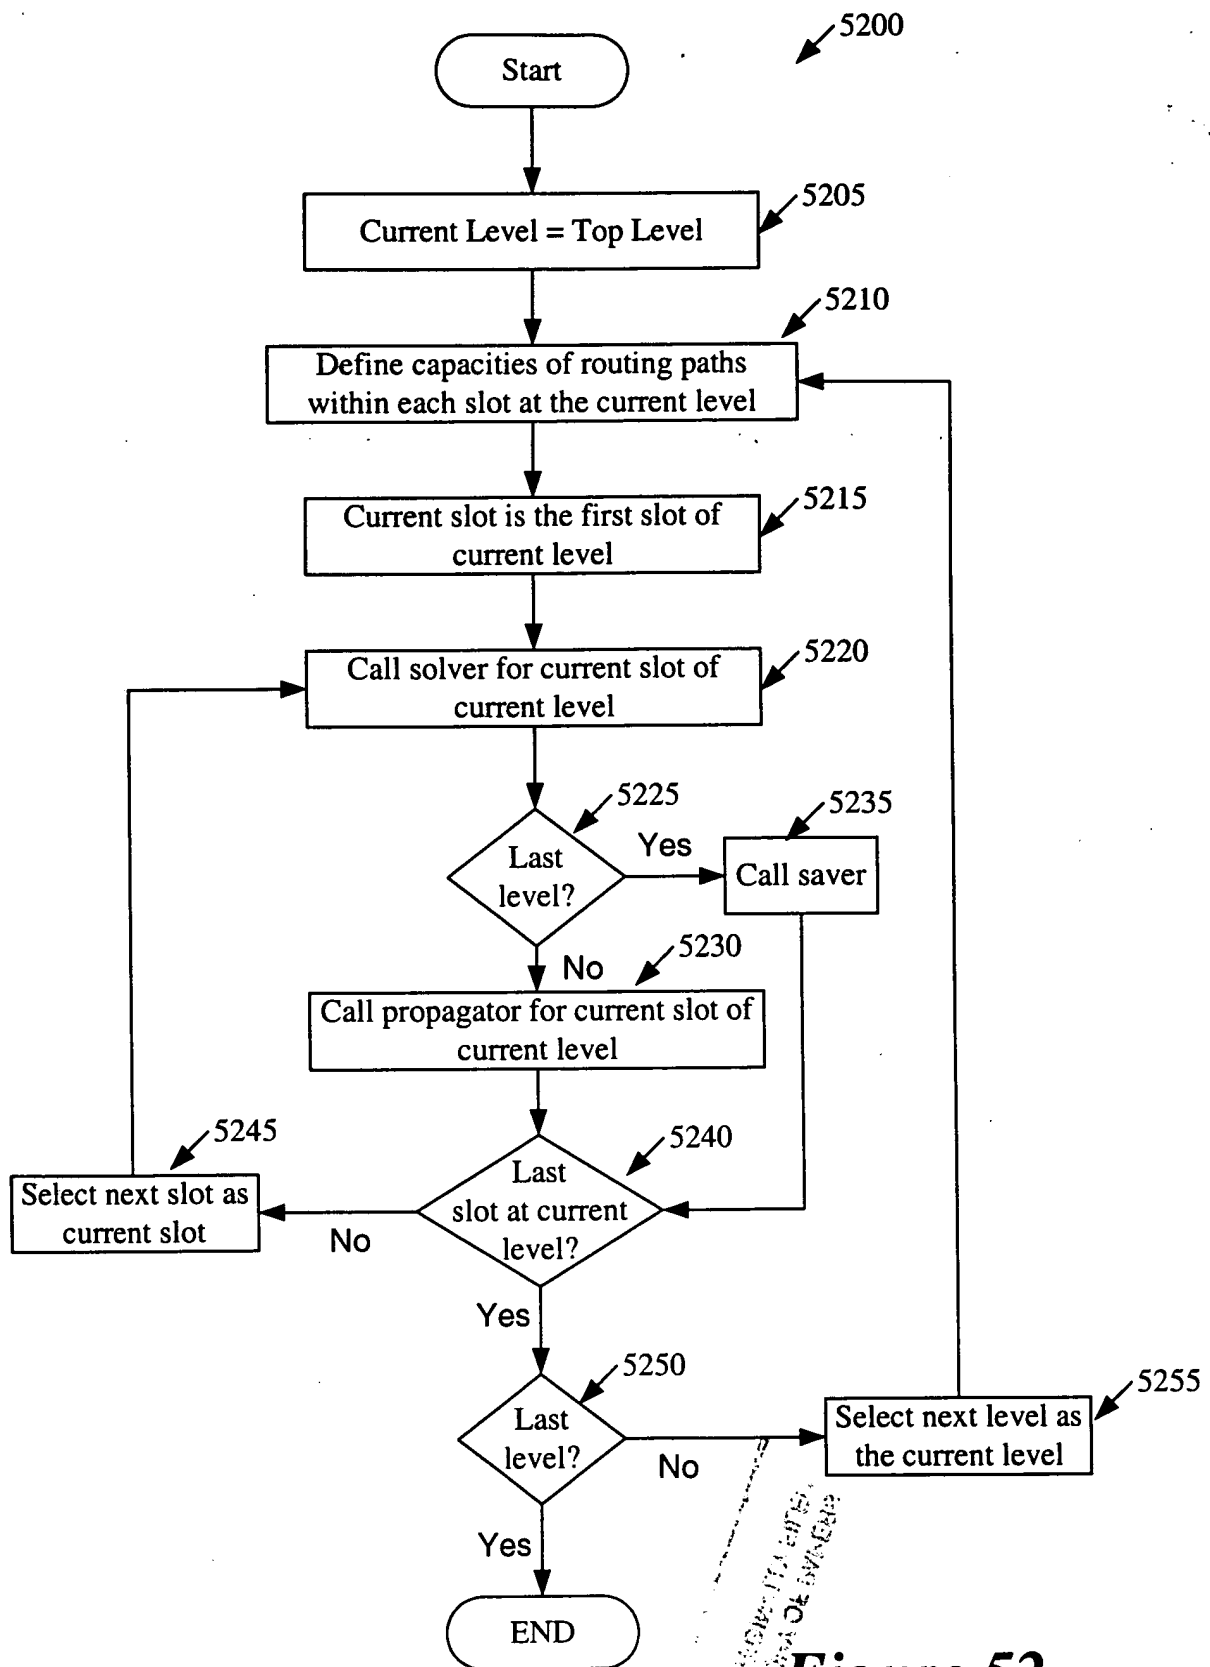 5200
Start
5205
Current Level = Top Level
5210
Define capacities of routing paths
within each slot at the current level
5215
Current slot is the first slot of
current level
5220
Call solver for current slot of
current level
5225
5235
Last
level?
Yes
Call saver
No
5230
Call propagator for current slot of
current level
5245
5240
Select next slot as
current slot
No
Last
slot at current
level?
Yes
5250
5255
Last
level?
No
Select next level as
the current level
Yes
END
Figure 52